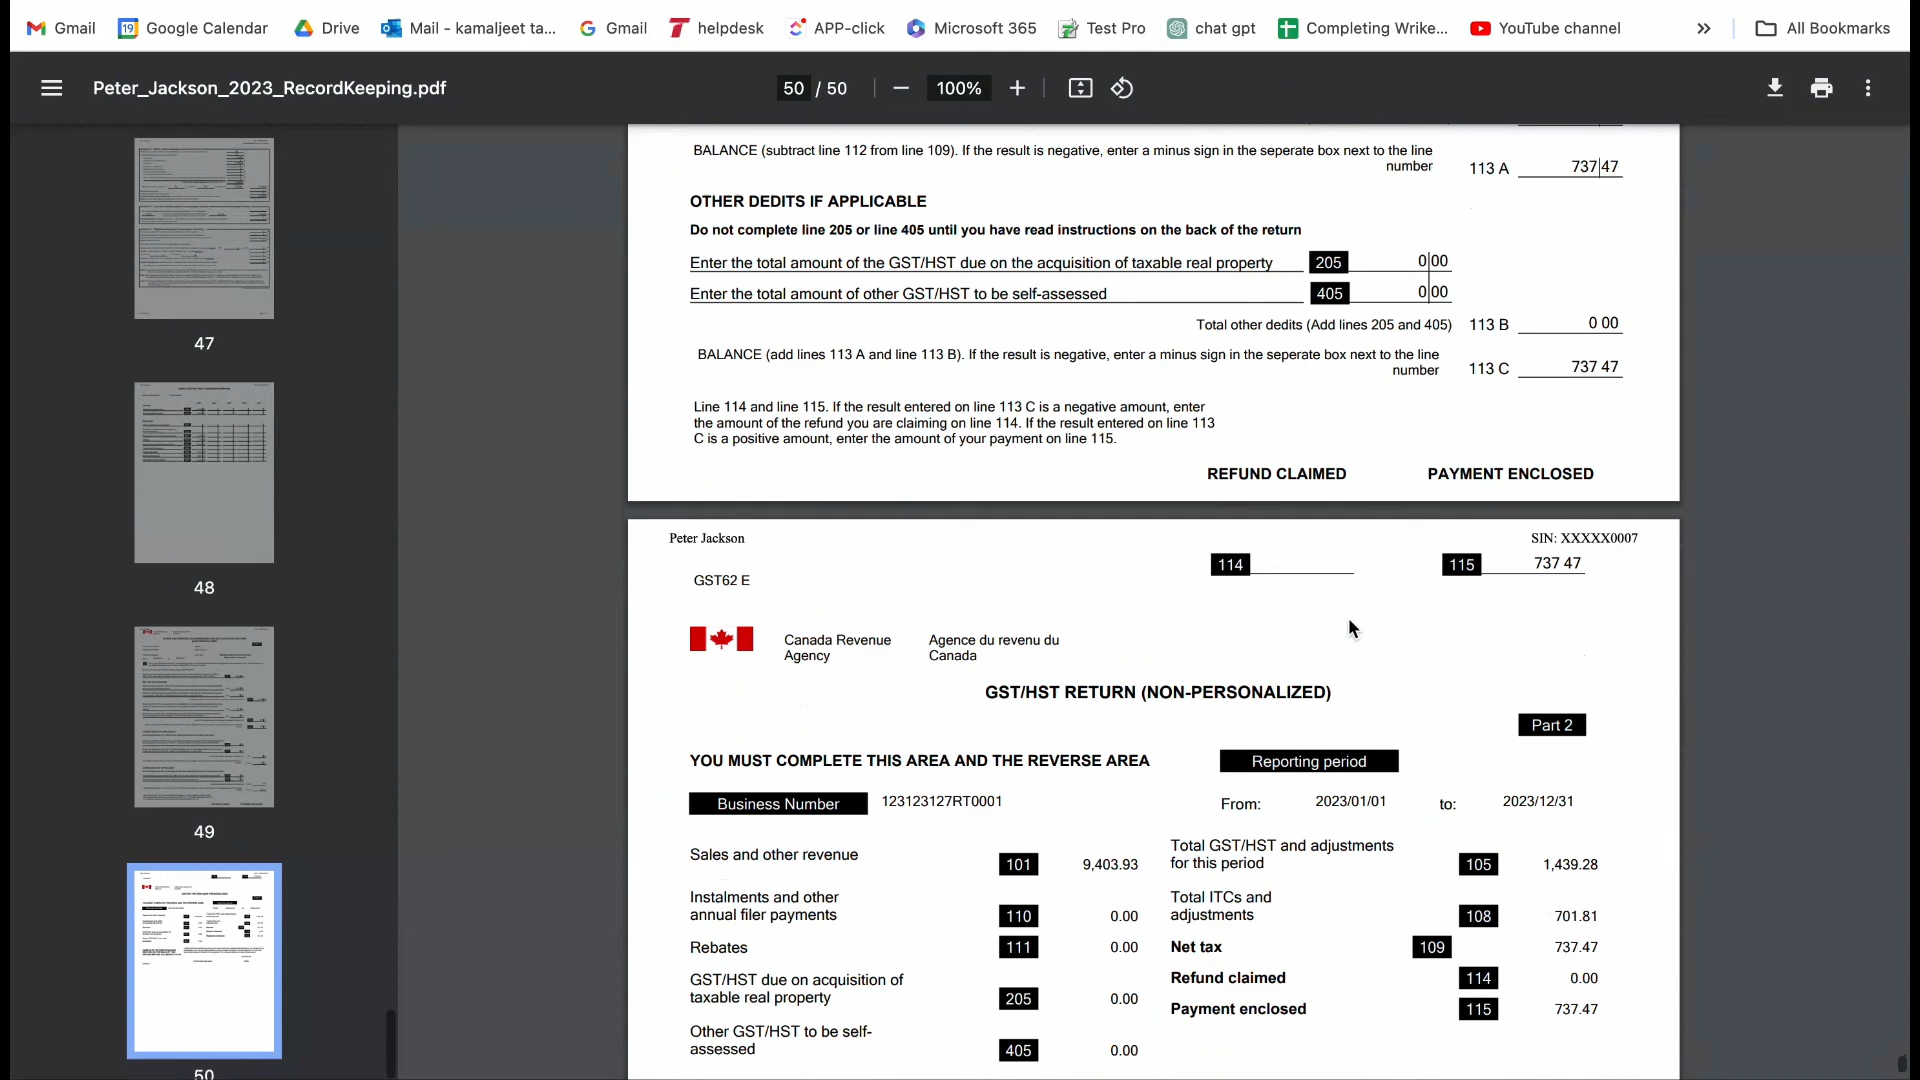 Gmail
19
Google Calendar
Drive
Mail - kamaljeet ta...
Gmail
helpdesk
APP-click
Microsoft 365
Test Pro
chat gpt
Completing Wrike...
YouTube channel
All Bookmarks
Peter_Jackson_2023_RecordKeeping.pdf
50 / 50
100%
47
48
49
50
BALANCE (subtract line 112 from line 109). If the result is negative, enter a minus sign in the seperate box next to the line
number 113 A 737 47
OTHER DEDITS IF APPLICABLE
Do not complete line 205 or line 405 until you have read instructions on the back of the return
Enter the total amount of the GST/HST due on the acquisition of taxable real property 205 0 00
Enter the total amount of other GST/HST to be self-assessed 405 0 00
Total other dedits (Add lines 205 and 405) 113 B 0 00
BALANCE (add lines 113 A and line 113 B). If the result is negative, enter a minus sign in the seperate box next to the line
number 113 C 737 47
Line 114 and line 115. If the result entered on line 113 C is a negative amount, enter
the amount of the refund you are claiming on line 114. If the result entered on line 113
C is a positive amount, enter the amount of your payment on line 115.
REFUND CLAIMED PAYMENT ENCLOSED
Peter Jackson SIN: XXXXX0007
114 115 737 47
GST62 E
Canada Revenue
Agency
Agence du revenu du
Canada
GST/HST RETURN (NON-PERSONALIZED)
Part 2
YOU MUST COMPLETE THIS AREA AND THE REVERSE AREA Reporting period
Business Number 123123127RT0001 From: 2023/01/01 to: 2023/12/31
Sales and other revenue 101 9,403.93
Total GST/HST and adjustments
for this period 105 1,439.28
Instalments and other
annual filer payments 110 0.00
Total ITCs and
adjustments 108 701.81
Rebates 111 0.00
Net tax 109 737.47
GST/HST due on acquisition of
taxable real property 205 0.00
Refund claimed 114 0.00
Payment enclosed 115 737.47
Other GST/HST to be self-
assessed 405 0.00